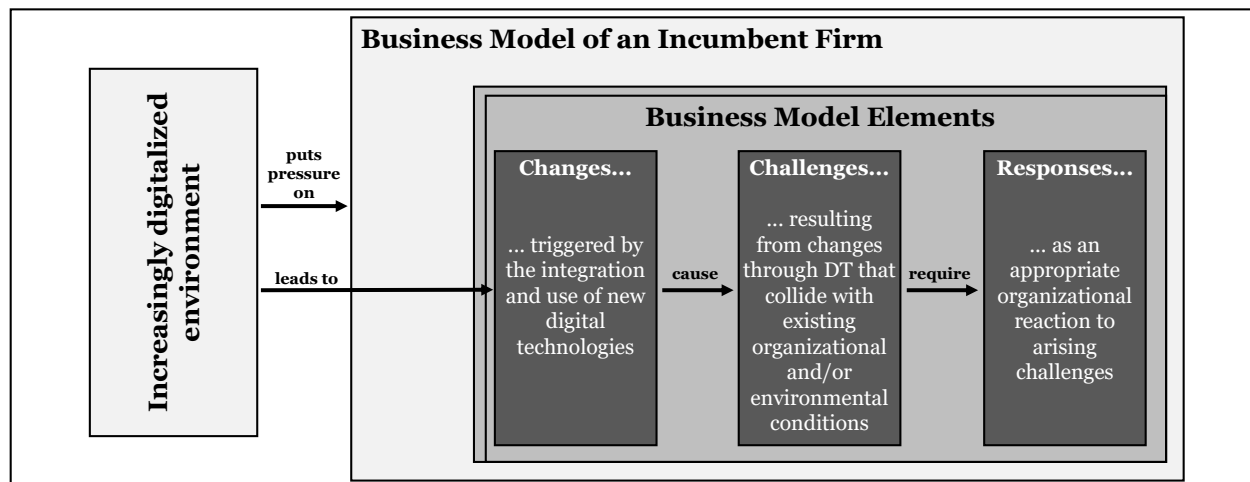 Business Model of an Incumbent Firm
Increasingly digitalized
environment
puts
pressure
on
leads to
Business Model Elements
Changes...
... triggered by
the integration
and use of new
digital
technologies
cause
Challenges...
... resulting
from changes
through DT that
collide with
existing
organizational
and/or
environmental
conditions
require
Responses...
... as an
appropriate
organizational
reaction to
arising
challenges